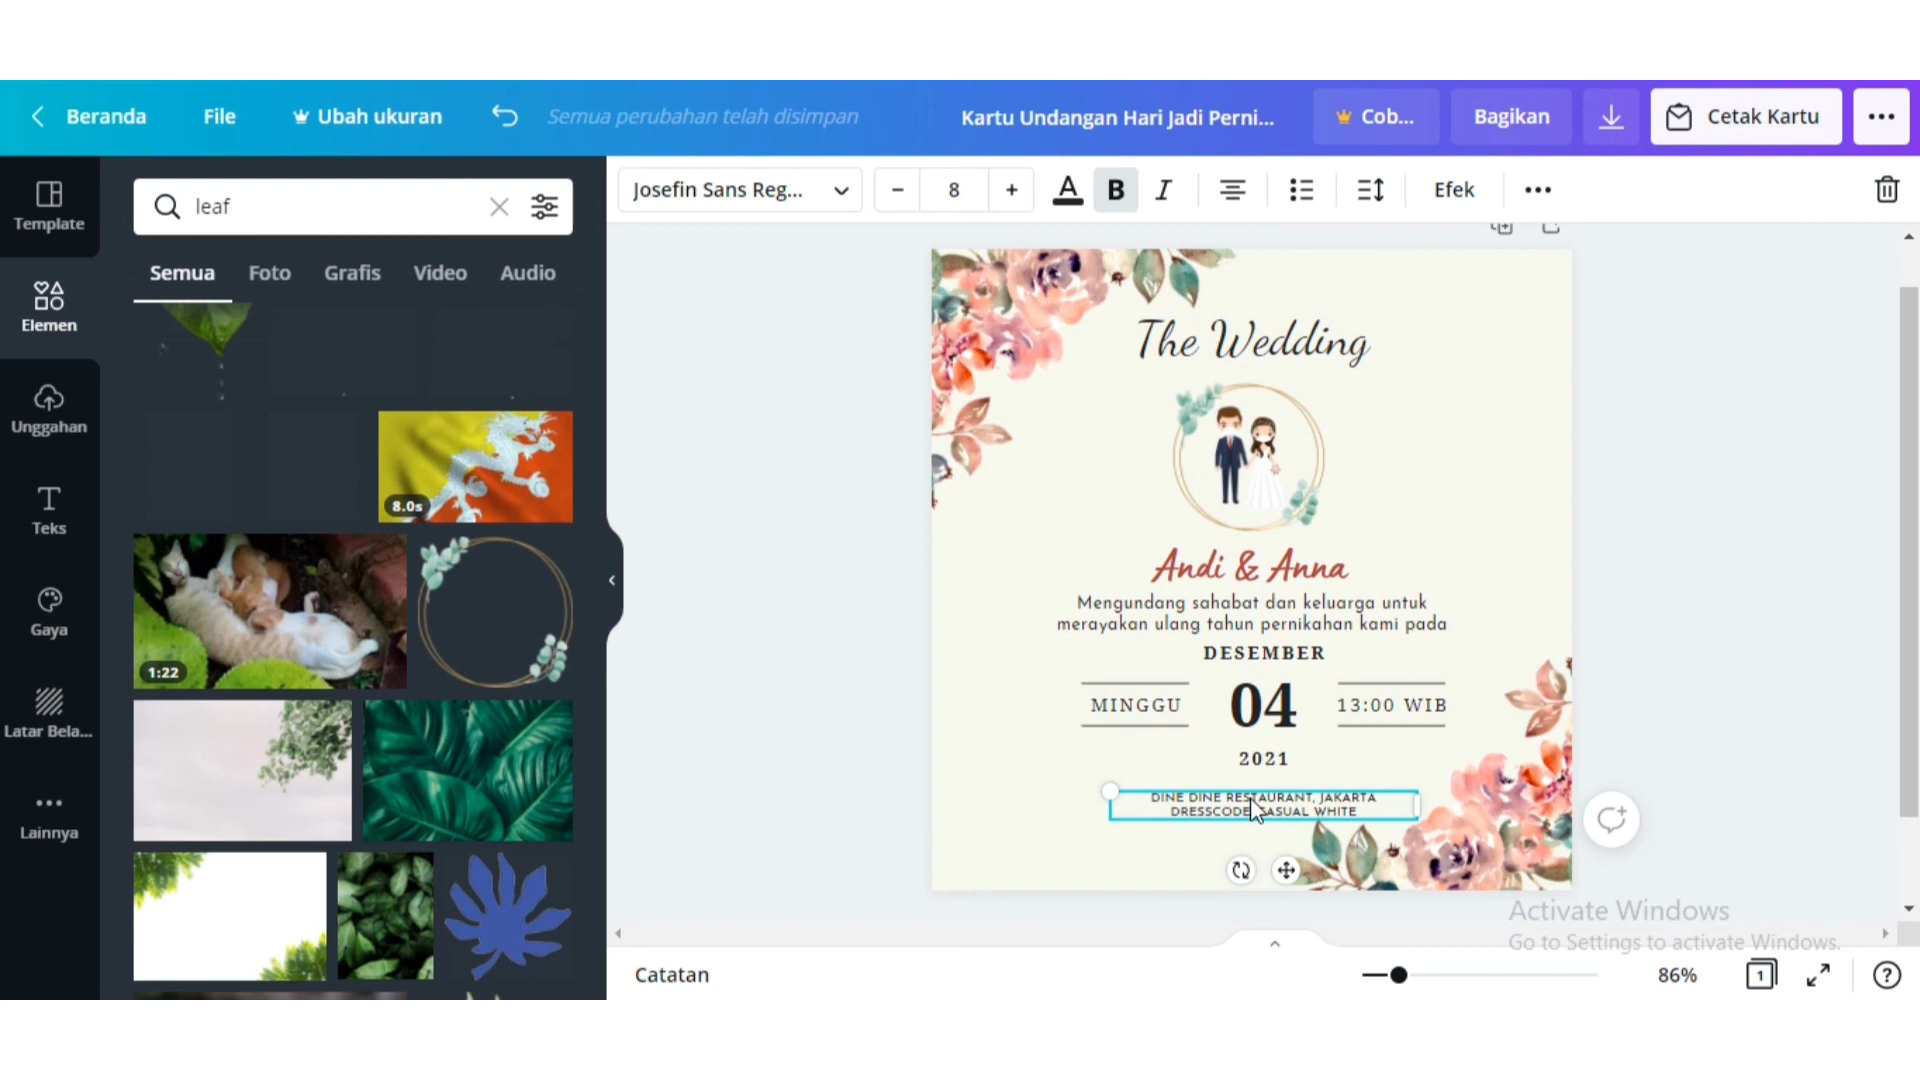 Beranda
File
Ubah ukuran
Semua perubahan telah disimpan
Kartu Undangan Hari Jadi Perni...
Cob...
Bagikan
Cetak Kartu
Template
Elemen
Unggahan
Teks
Gaya
Latar Bela...
Lainnya
leaf
Semua
Foto
Grafis
Video
Audio
8.0s
1:22
Josefin Sans Reg...
8
A
B
I
Efek
The Wedding
Andi & Anna
Mengundang sahabat dan keluarga untuk
merayakan ulang tahun pernikahan kami pada
DESEMBER
MINGGU
04
13:00 WIB
2021
DINE DINE RESTAURANT, JAKARTA
DRESSCODE CASUAL WHITE
Activate Windows
Go to Settings to activate Windows.
Catatan
86%
1
?